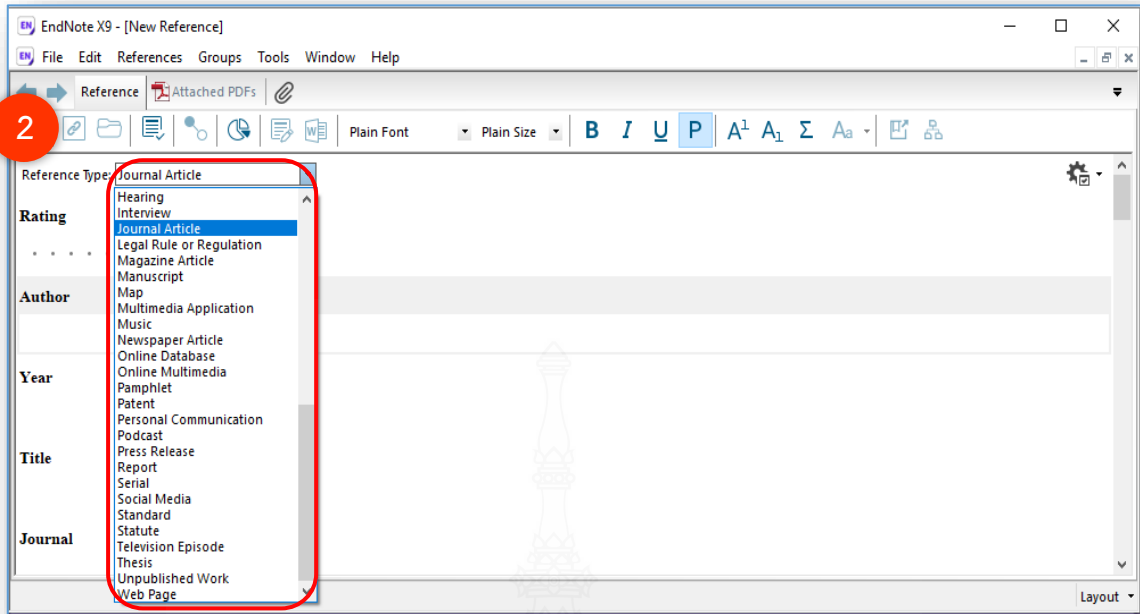 EN EndNote X9 - [New Reference]
EN File Edit References Groups Tools Window Help
Reference Attached PDFs
2 Plain Font Plain Size B I U P A1 A1 Σ Aa
Reference Type: Journal Article
Hearing
Rating
Interview
Journal Article
Legal Rule or Regulation
Magazine Article
Manuscript
Author
Map
Multimedia Application
Music
Newspaper Article
Online Database
Online Multimedia
Year
Pamphlet
Patent
Personal Communication
Podcast
Title
Press Release
Report
Serial
Social Media
Standard
Statute
Journal
Television Episode
Thesis
Unpublished Work
Web Page
Layout